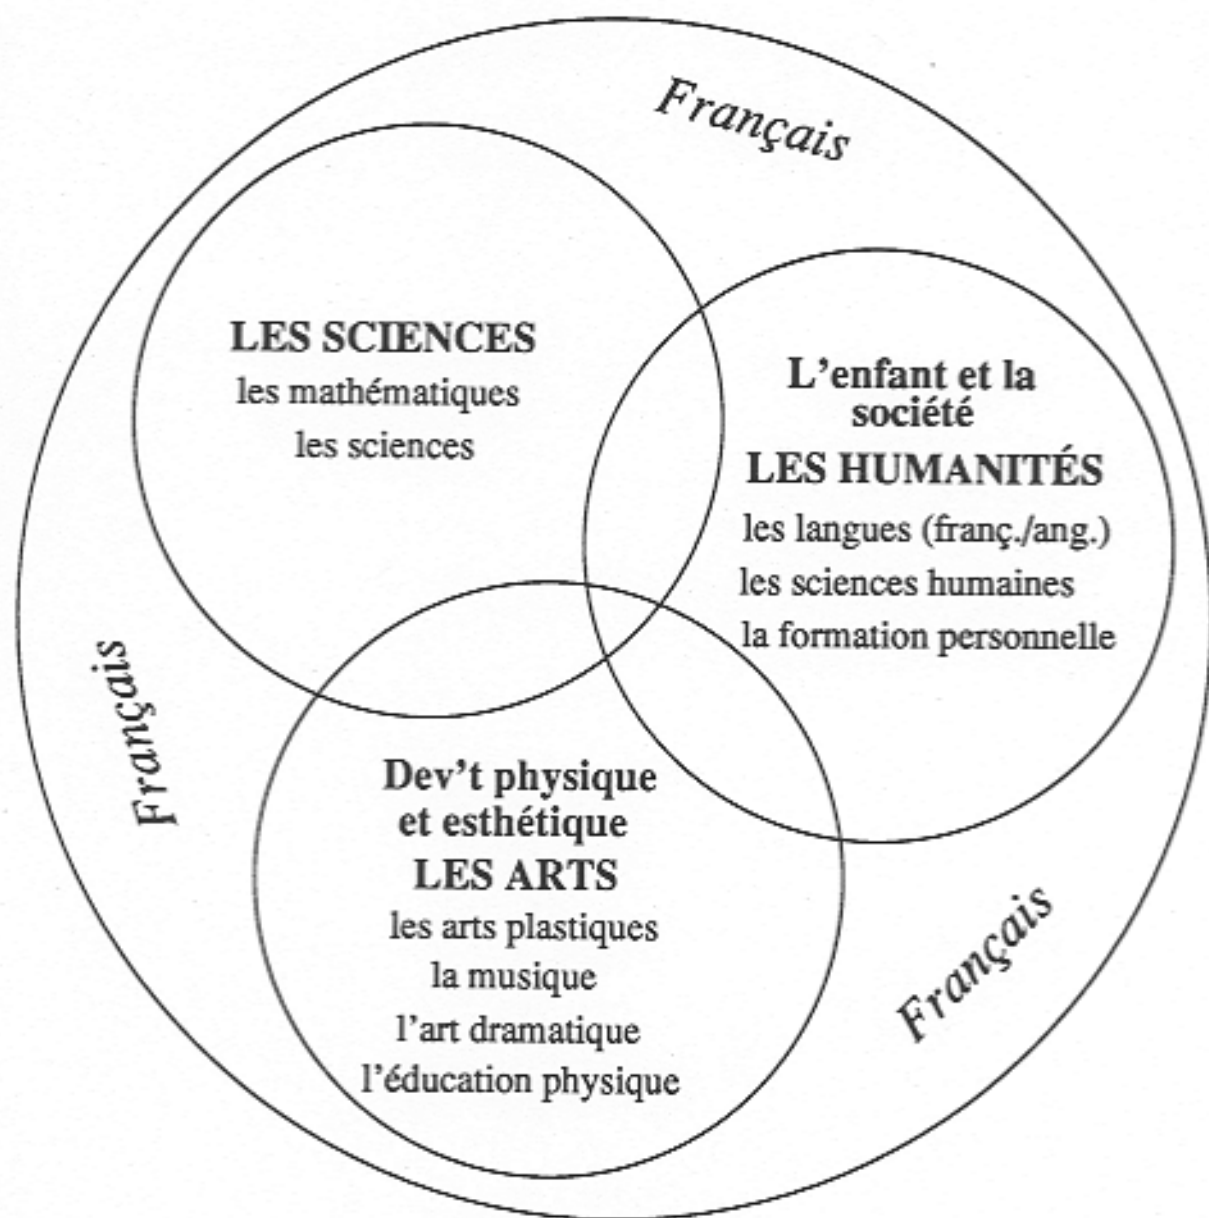 Français
LES SCIENCES
les mathématiques
les sciences
L’enfant et la
société
LES HUMANITÉS
les langues (franç./ang.)
les sciences humaines
la formation personnelle
Français
Dev’t physique
et esthétique
LES ARTS
les arts plastiques
la musique
l’art dramatique
l’éducation physique
Français